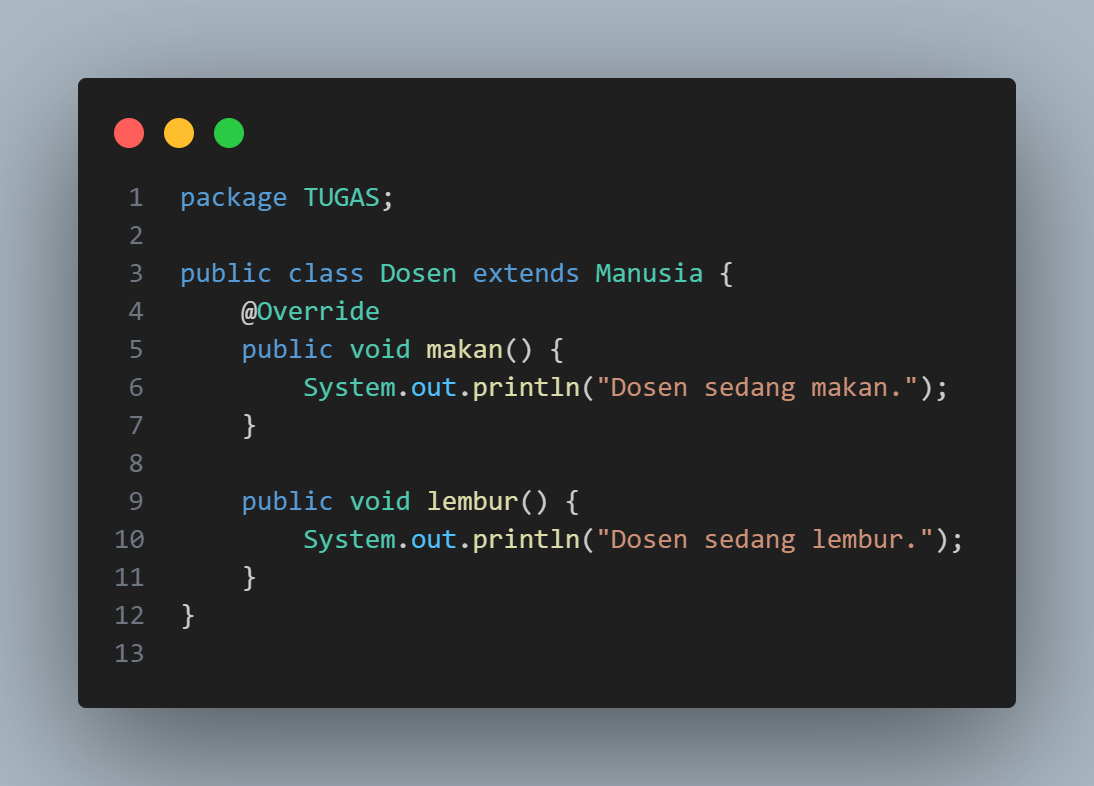 1 package TUGAS;
2
3 public class Dosen extends Manusia {
4     @Override
5     public void makan() {
6         System.out.println("Dosen sedang makan.");
7     }
8
9     public void lembur() {
10         System.out.println("Dosen sedang lembur.");
11     }
12 }
13